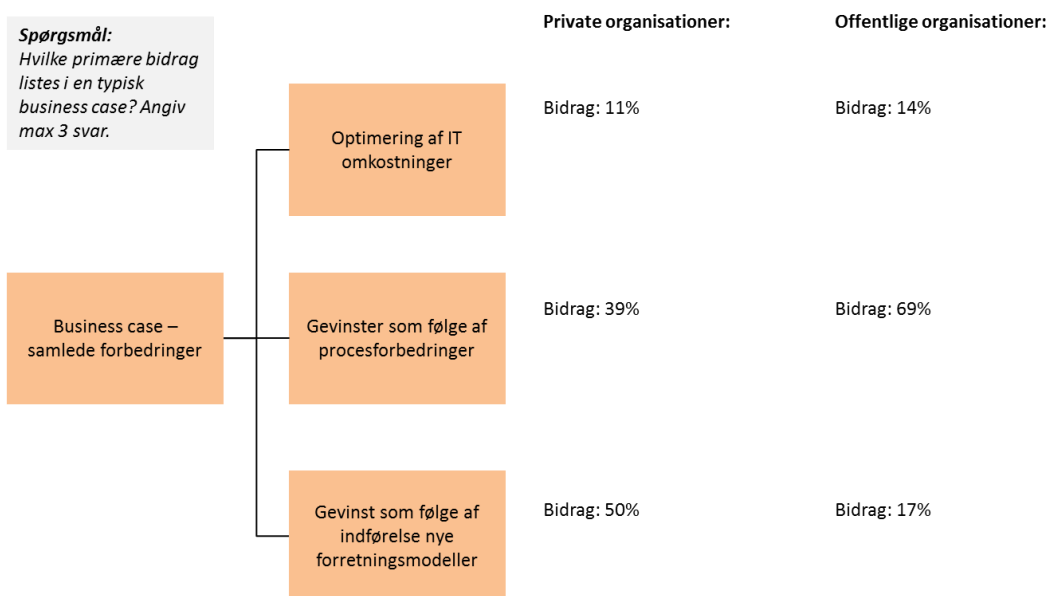 Private organisationer:
Offentlige organisationer:
Spørgsmål:
Hvilke primære bidrag
listes i en typisk
business case? Angiv
max 3 svar.
Optimering af IT
omkostninger
Bidrag: 11%
Bidrag: 14%
Business case –
samlede forbedringer
Gevinster som følge af
procesforbedringer
Bidrag: 39%
Bidrag: 69%
Gevinst som følge af
indførelse nye
forretningsmodeller
Bidrag: 50%
Bidrag: 17%